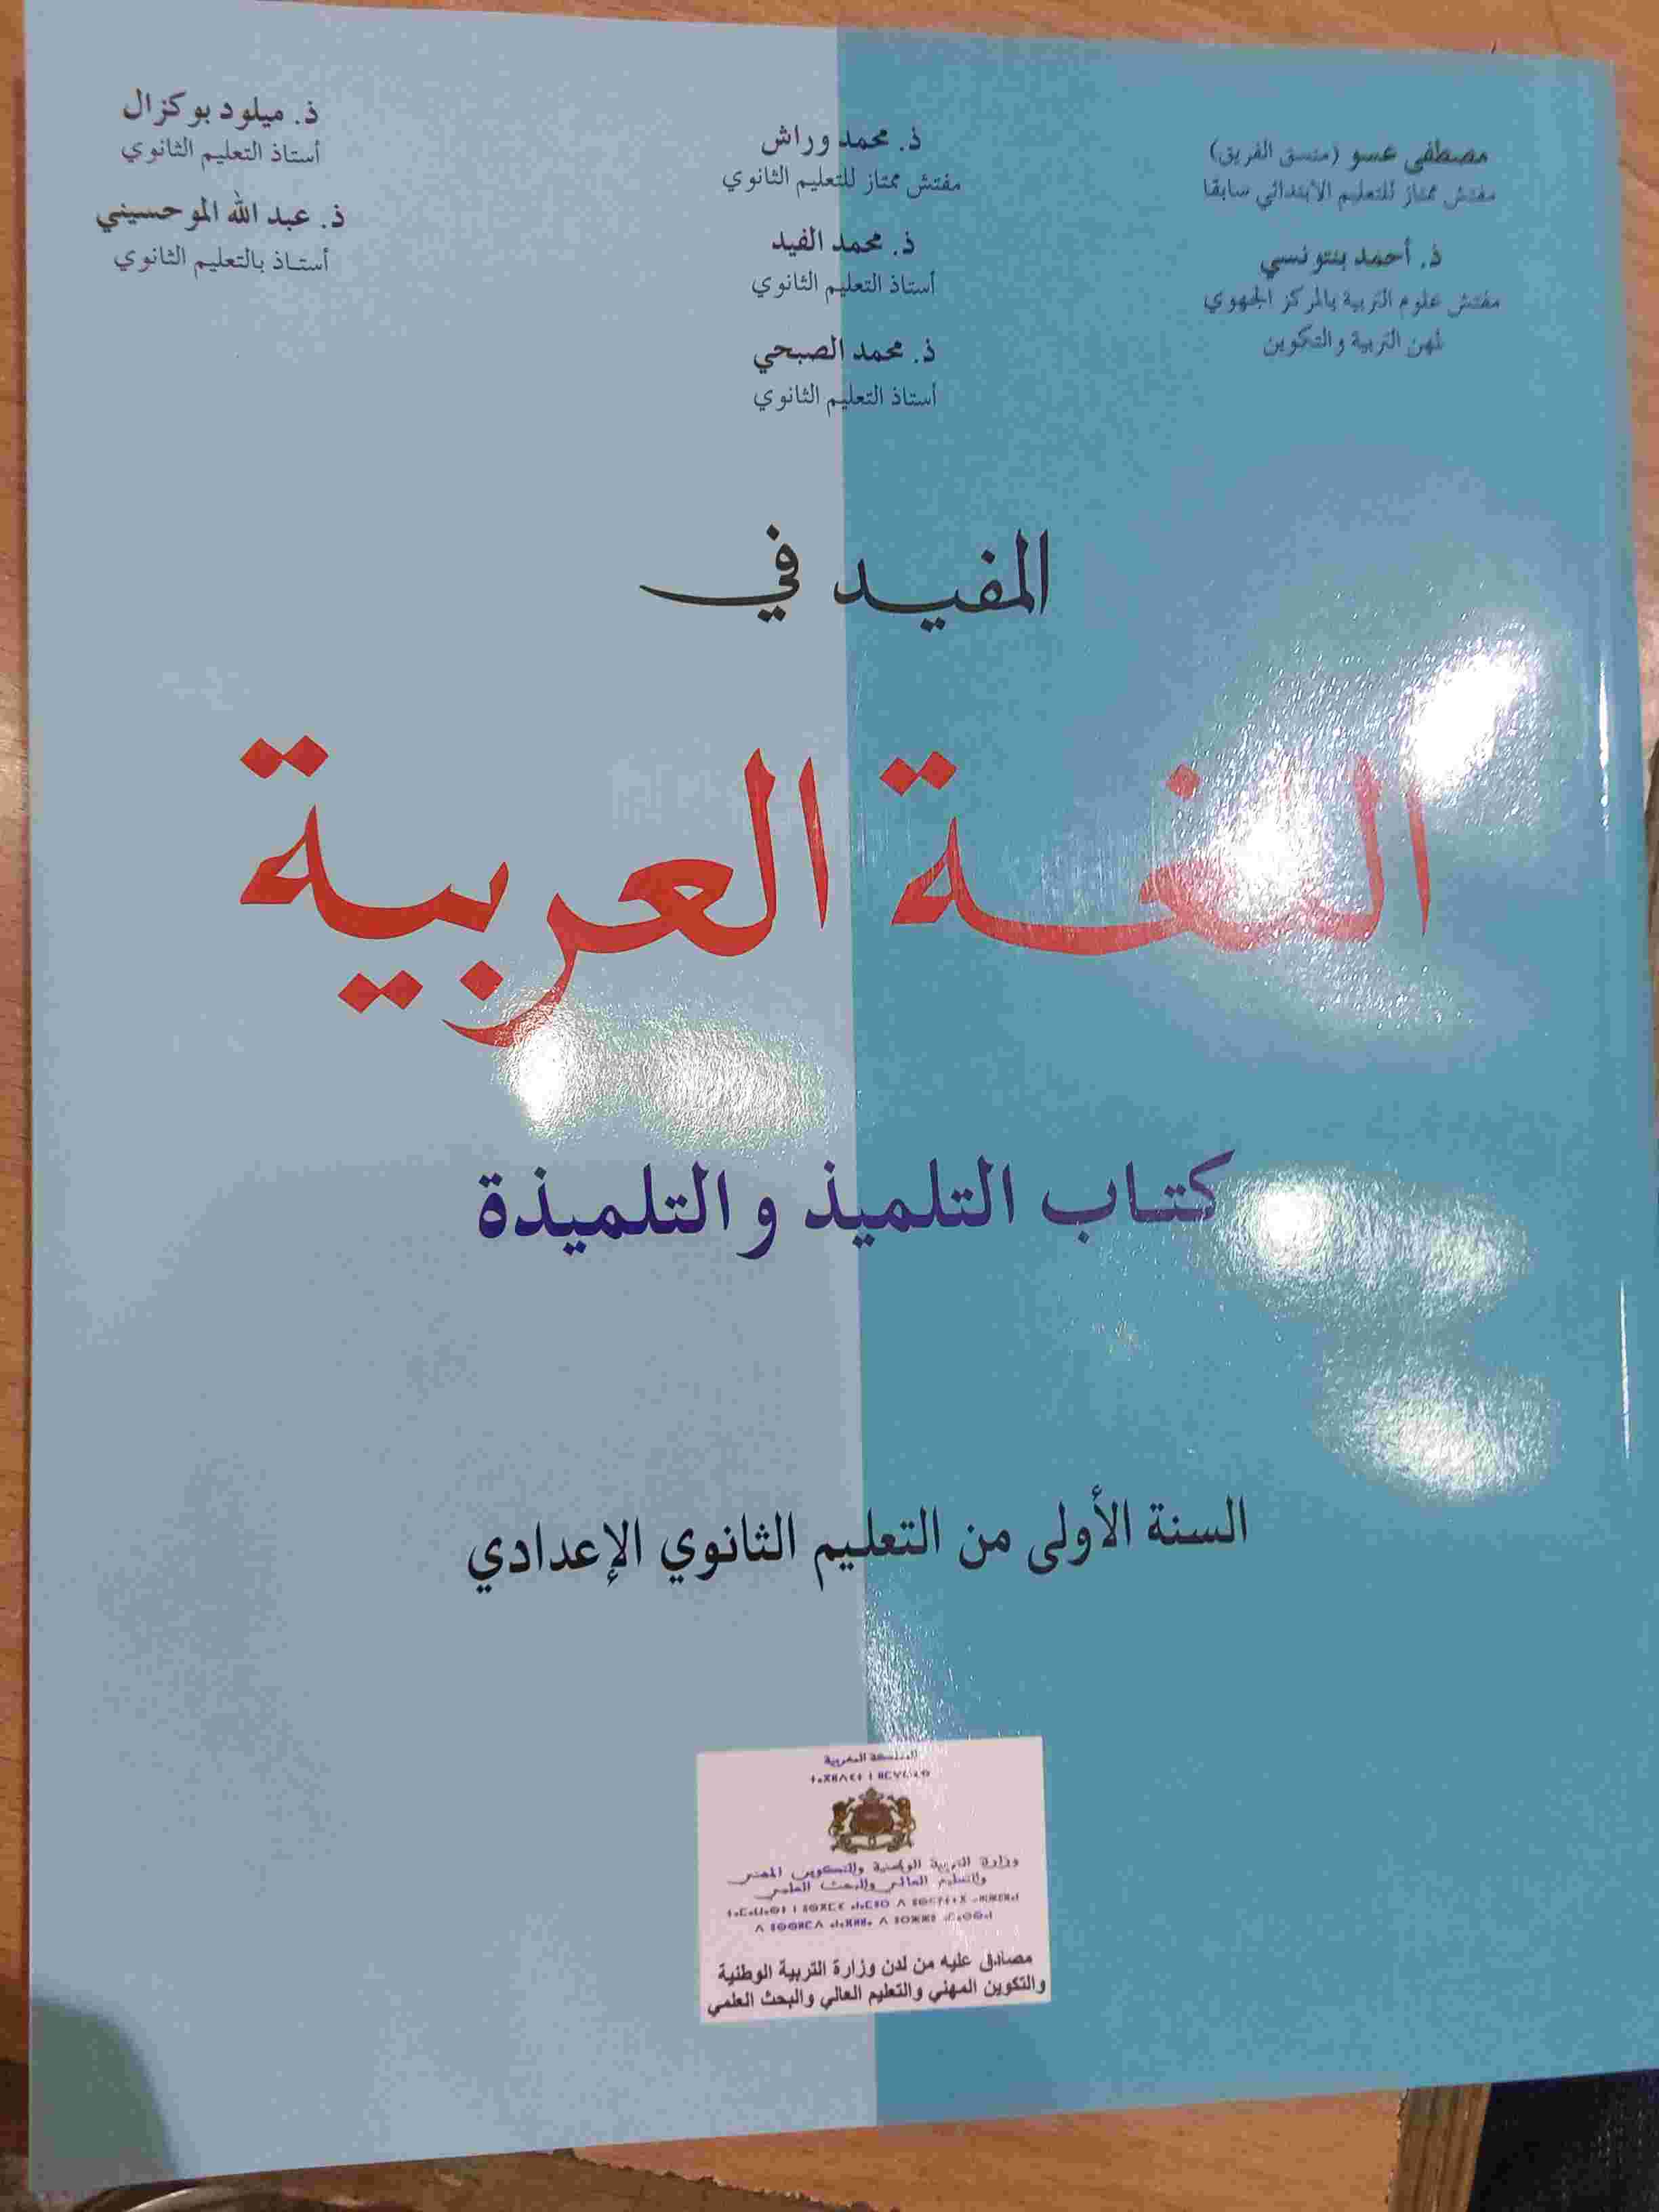 مصطفى عسو (منسق الفريق)
مفتش ممتاز للتعليم الابتدائي سابقا
ذ. أحمد بنتونسي
مفتش علوم التربية بالمركز الجهوي
لمهن التربية والتكوين
ذ. محمد وراش
مفتش ممتاز للتعليم الثانوي
ذ. محمد الفيد
أستاذ التعليم الثانوي
ذ. محمد الصبحي
أستاذ التعليم الثانوي
ذ. ميلود بوكزال
أستاذ التعليم الثانوي
ذ. عبد الله الموحسيني
أستاذ بالتعليم الثانوي
المفيد في
اللغة العربية
كتاب التلميذ والتلميذة
السنة الأولى من التعليم الثانوي الإعدادي
المملكة المغربية
وزارة التربية الوطنية والتكوين المهني
والتعليم العالي والبحث العلمي
مصادق عليه من لدن وزارة التربية الوطنية
والتكوين المهني والتعليم العالي والبحث العلمي